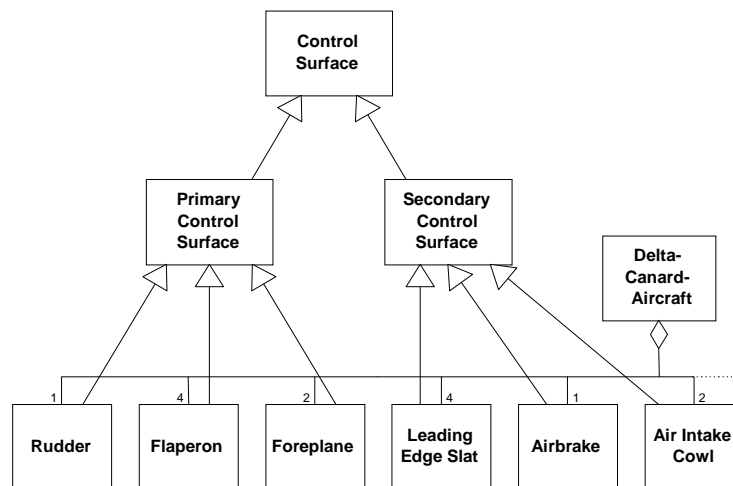 Control
Surface
Primary
Control
Surface
Secondary
Control
Surface
Delta-
Canard-
Aircraft
1
4
2
4
1
2
Rudder
Flaperon
Foreplane
Leading
Edge Slat
Airbrake
Air Intake
Cowl